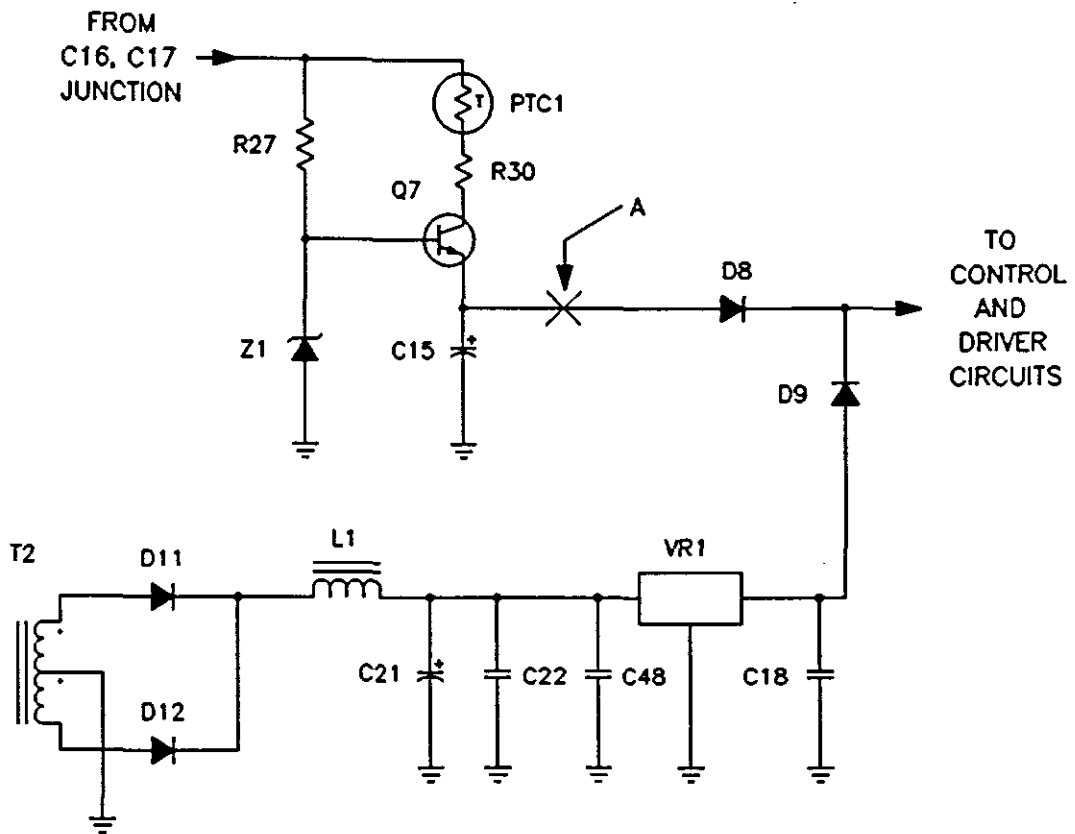 FROM
C16, C17
JUNCTION
R27
T
PTC1
R30
Q7
A
Z1
C15
+
D8
TO
CONTROL
AND
DRIVER
CIRCUITS
D9
T2
D11
L1
VR1
C21
+
C22
C48
C18
D12